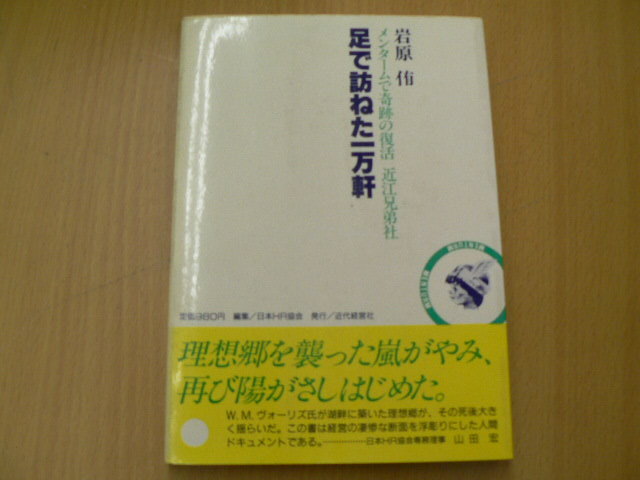 岩原 侑
メンタームで奇跡の復活 近江兄弟社
足で訪ねた一万軒
定価980円 編集/日本HR協会 発行/近代経営社
理想郷を襲った嵐がやみ、
再び陽がさしはじめた。
W.M.ヴォーリズ氏が湖畔に築いた理想郷が、その死後大き
く揺らいだ。この書は経営の凄惨な断面を浮彫りにした人間
ドキュメントである。……………日本HR協会専務理事 山田 宏